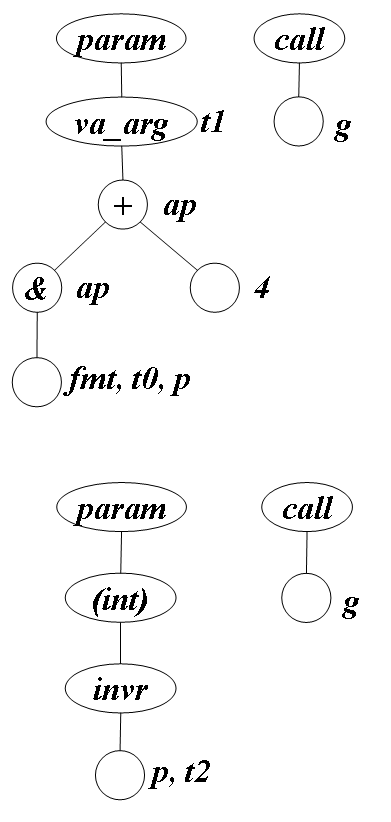 param call
va_arg t1 g
+ ap
& ap 4
fmt, t0, p
param call
(int) g
invr
p, t2